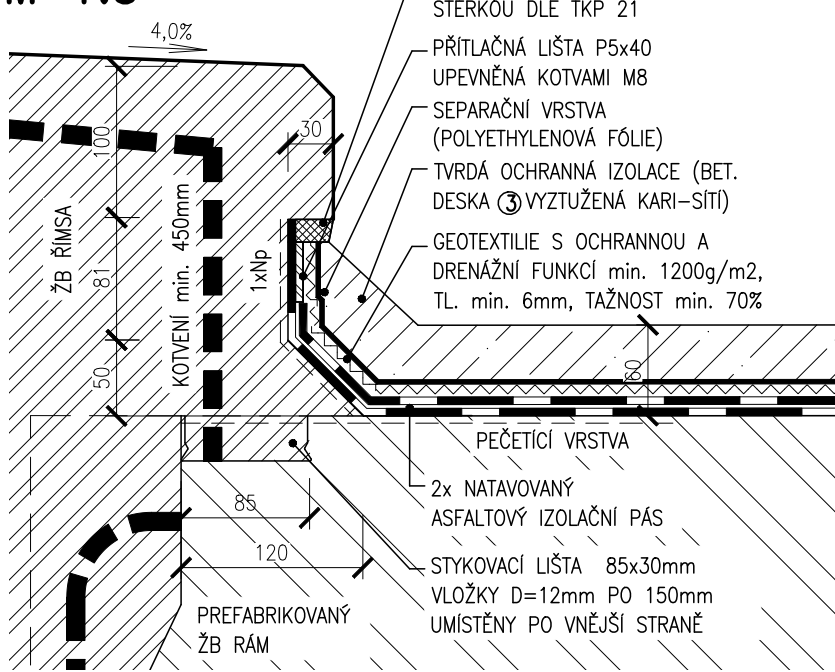 4,0%
STĚRKOU DLE TKP 21
PŘÍTLAČNÁ LIŠTA P5x40
UPEVNĚNÁ KOTVAMI M8
SEPARAČNÍ VRSTVA
(POLYETHYLENOVÁ FÓLIE)
TVRDÁ OCHRANNÁ IZOLACE (BET.
DESKA 3 VYZTUŽENÁ KARI-SÍTÍ)
GEOTEXTILIE S OCHRANNOU A
DRENÁŽNÍ FUNKCÍ min. 1200g/m2,
TL. min. 6mm, TAŽNOST min. 70%
30
100
81
50
ŽB ŘÍMSA
KOTVENÍ min. 450mm
1xNp
60
PEČETÍCÍ VRSTVA
2x NATAVOVANÝ
ASFALTOVÝ IZOLAČNÍ PÁS
85
120
STYKOVACÍ LIŠTA 85x30mm
VLOŽKY D=12mm PO 150mm
UMÍSTĚNY PO VNĚJŠÍ STRANĚ
PREFABRIKOVANÝ
ŽB RÁM